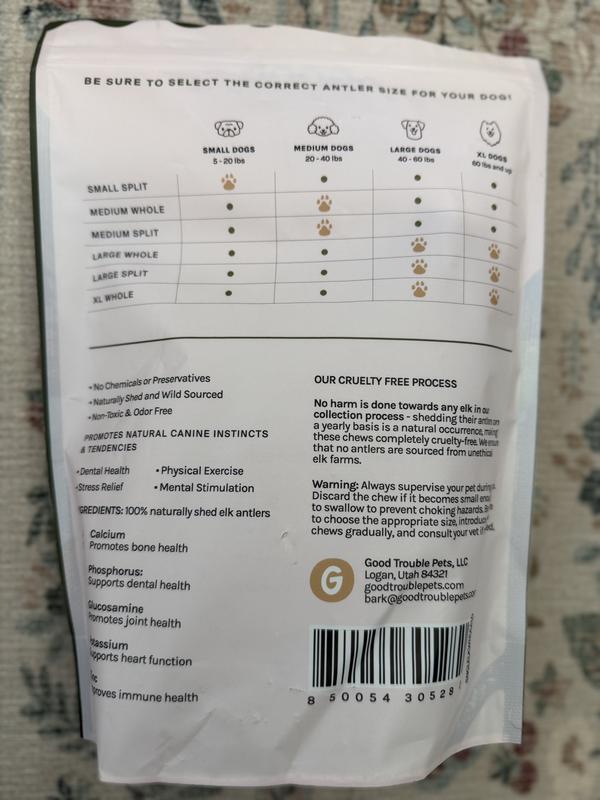 BE SURE TO SELECT THE CORRECT ANTLER SIZE FOR YOUR DOG!
SMALL DOGS
5 - 20 lbs
MEDIUM DOGS
20 - 40 lbs
LARGE DOGS
40 - 60 lbs
XL DOGS
60 lbs and up
SMALL SPLIT
MEDIUM WHOLE
MEDIUM SPLIT
LARGE WHOLE
LARGE SPLIT
XL WHOLE
• No Chemicals or Preservatives
• Naturally Shed and Wild Sourced
• Non-Toxic & Odor Free
PROMOTES NATURAL CANINE INSTINCTS
& TENDENCIES
• Dental Health • Physical Exercise
• Stress Relief • Mental Stimulation
100% naturally shed elk antlers
Calcium
Promotes bone health
Phosphorus:
Supports dental health
Glucosamine
Promotes joint health
supports heart function
immune health
OUR CRUELTY FREE PROCESS
No harm is done towards any elk in our
collection process - shedding their antlers on
a yearly basis is a natural occurrence, making
these chews completely cruelty-free. We ensure
that no antlers are sourced from unethical
elk farms.
Warning: Always supervise your pet during
Discard the chew if it becomes small
to swallow to prevent choking hazards.
to choose the appropriate size, introduce
chews gradually, and consult your vet if
G
Good Trouble Pets, LLC
Logan, Utah 84321
goodtroublepets.com
bark@goodtroublepets.com
8 50054 30528